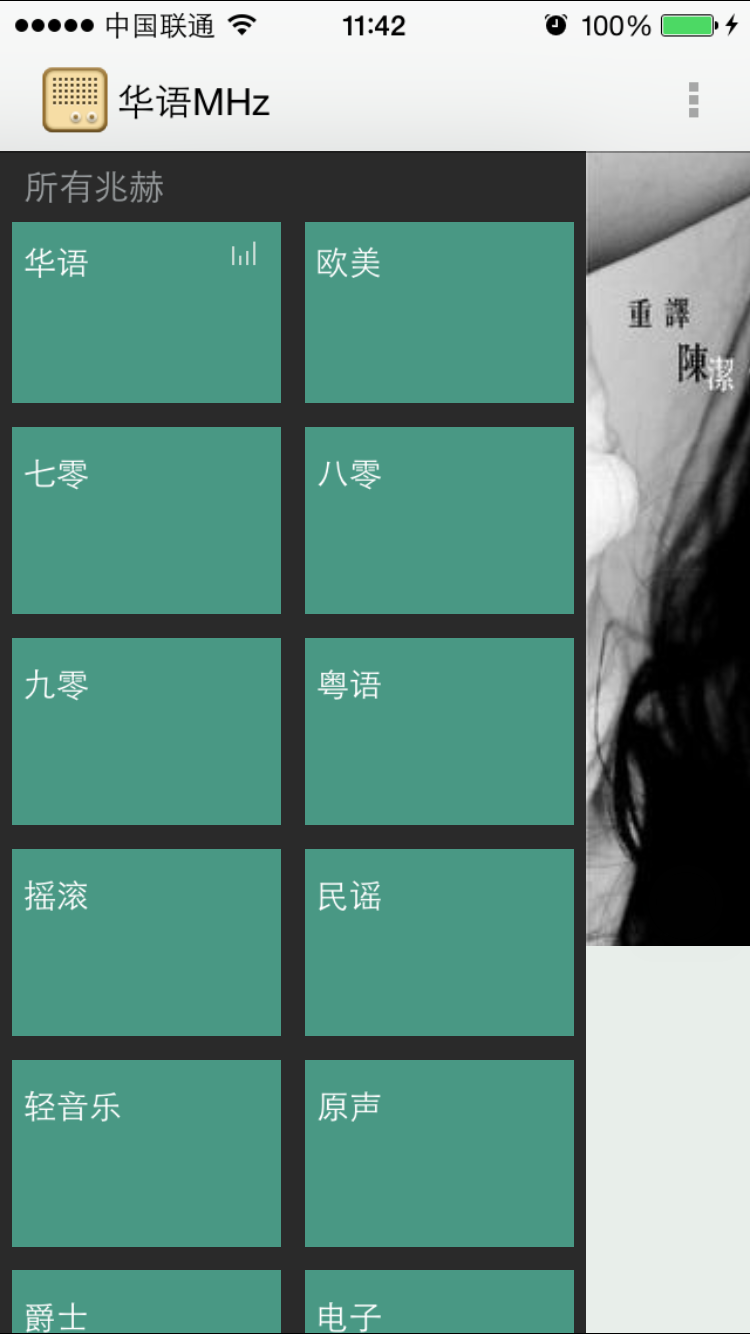 中国联通 11:42 100%
华语MHz
所有兆赫
华语 欧美
七零 八零
九零 粤语
摇滚 民谣
轻音乐 原声
爵士 电子
重譯
陳潔